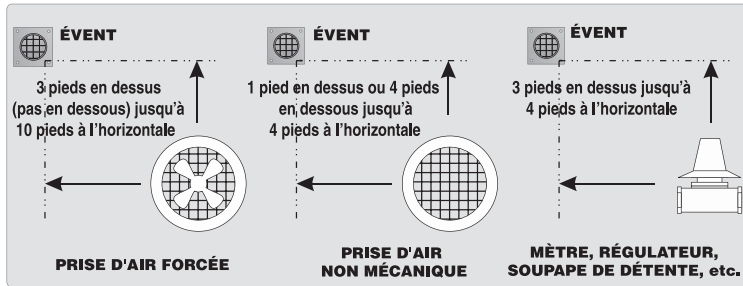 ÉVENT
3 pieds en dessus
(pas en dessous) jusqu'à
10 pieds à l'horizontale
PRISE D'AIR FORCÉE
ÉVENT
1 pied en dessus ou 4 pieds
en dessous jusqu'à
4 pieds à l'horizontale
PRISE D'AIR
NON MÉCANIQUE
ÉVENT
3 pieds en dessus jusqu'à
4 pieds à l'horizontale
MÈTRE, RÉGULATEUR,
SOUPAPE DE DÉTENTE, etc.